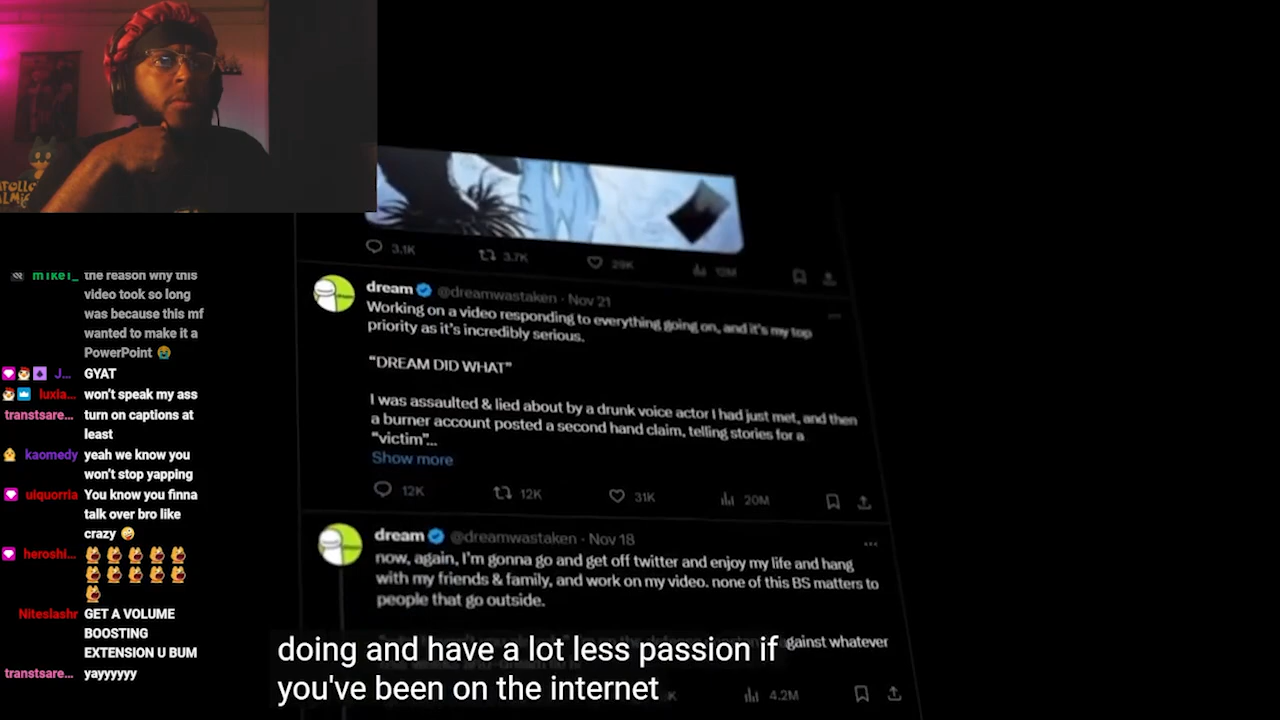 3.1K 3.7K 29K 12M
dream @dreamwastaken · Nov 21
Working on a video responding to everything going on, and it's my top
priority as it's incredibly serious.
"DREAM DID WHAT"
I was assaulted & lied about by a drunk voice actor I had just met, and then
a burner account posted a second hand claim, telling stories for a
"victim"...
Show more
12K 12K 31K 20M
dream @dreamwastaken · Nov 18
now, again, I'm gonna go and get off twitter and enjoy my life and hang
with my friends & family, and work on my video. none of this BS matters to
people that go outside.
against whatever
4.2M
m1ke1_ the reason why this
video took so long
was because this mf
wanted to make it a
PowerPoint 😭
J... GYAT
luxia... won't speak my ass
transtsare... turn on captions at
least
kaomedy yeah we know you
won't stop yapping
uiquorria You know you finna
talk over bro like
crazy 🤪
heroshi...
Niteslashr GET A VOLUME
BOOSTING
EXTENSION U BUM
transtsare... yayyyyyy
doing and have a lot less passion if
you've been on the internet